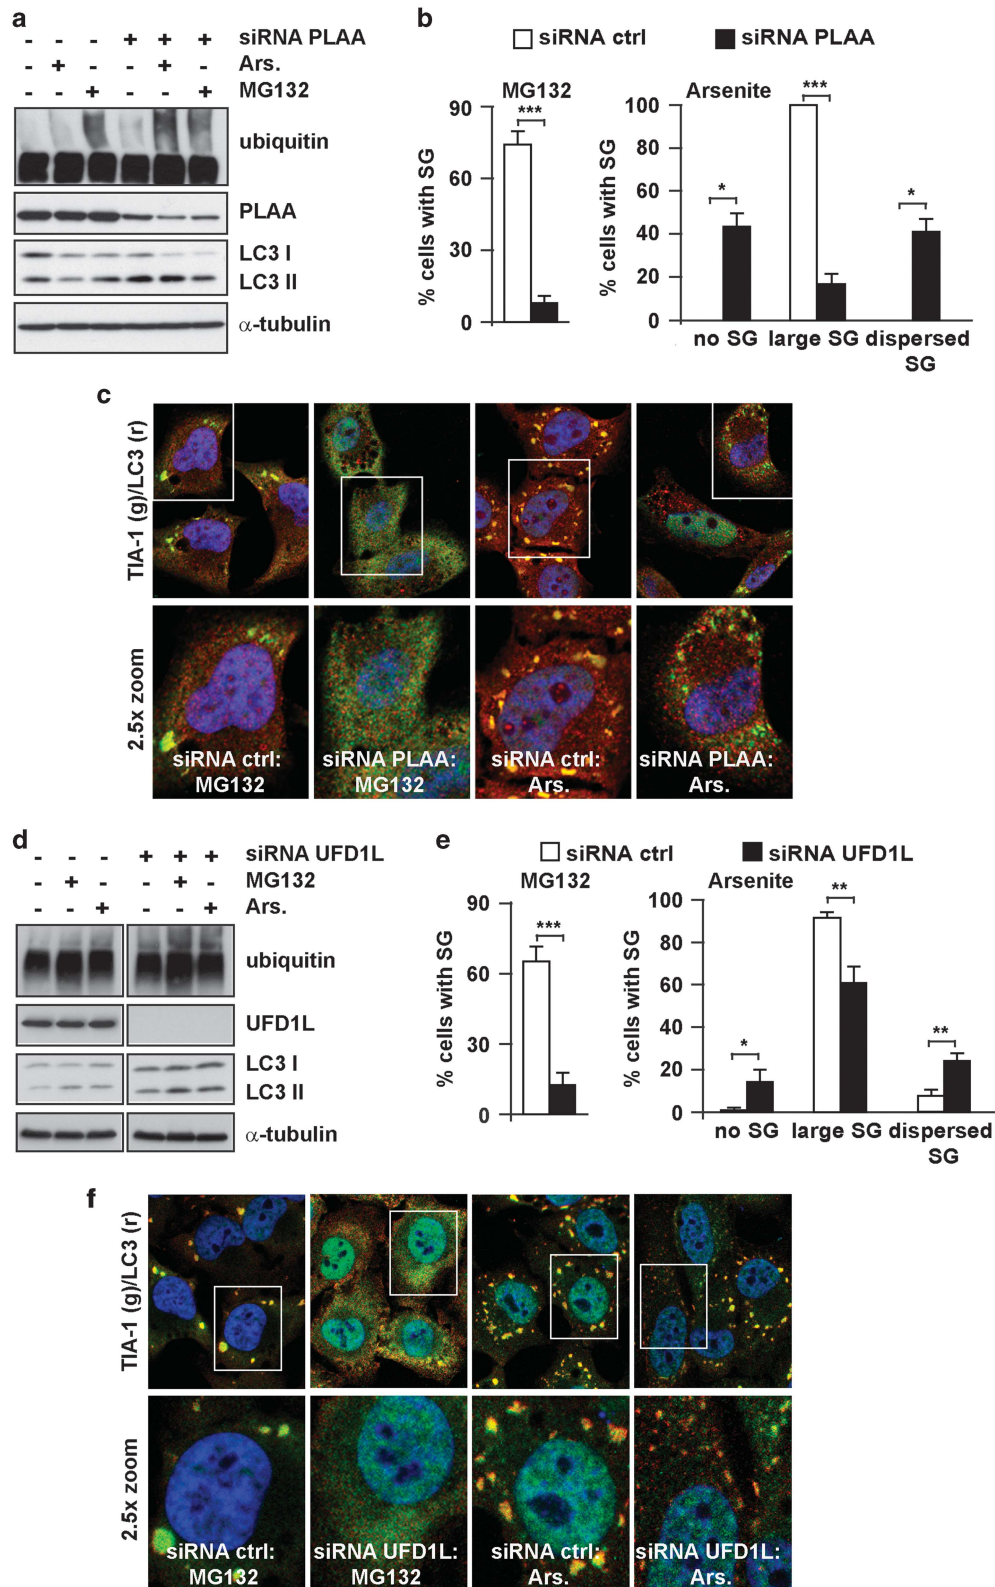 a
- - - + + + siRNA PLAA
- + - - + - Ars.
- - + - - + MG132
ubiquitin
PLAA
LC3 I
LC3 II
α-tubulin
b
siRNA ctrl siRNA PLAA
MG132
% cells with SG
90
60
30
0
***
Arsenite
% cells with SG
100
80
60
40
20
0
* *** *
no SG large SG dispersed
SG
c
TIA-1 (g)/LC3 (r)
2.5x zoom
siRNA ctrl:
MG132
siRNA PLAA:
MG132
siRNA ctrl:
Ars.
siRNA PLAA:
Ars.
d
- - - + + + siRNA UFD1L
- + - - + - MG132
- - + - - + Ars.
ubiquitin
UFD1L
LC3 I
LC3 II
α-tubulin
e
siRNA ctrl siRNA UFD1L
MG132
% cells with SG
90
60
30
0
***
Arsenite
% cells with SG
100
80
60
40
20
0
* ** **
no SG large SG dispersed
SG
f
TIA-1 (g)/LC3 (r)
2.5x zoom
siRNA ctrl:
MG132
siRNA UFD1L:
MG132
siRNA ctrl:
Ars.
siRNA UFD1L:
Ars.